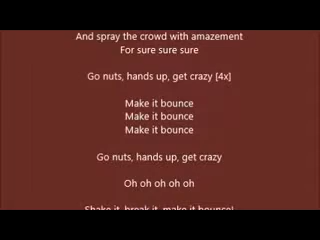 And spray the crowd with amazement
For sure sure sure
Go nuts, hands up, get crazy [4x]
Make it bounce
Make it bounce
Make it bounce
Go nuts, hands up, get crazy
Oh oh oh oh oh
Shake it, break it, make it bounce!